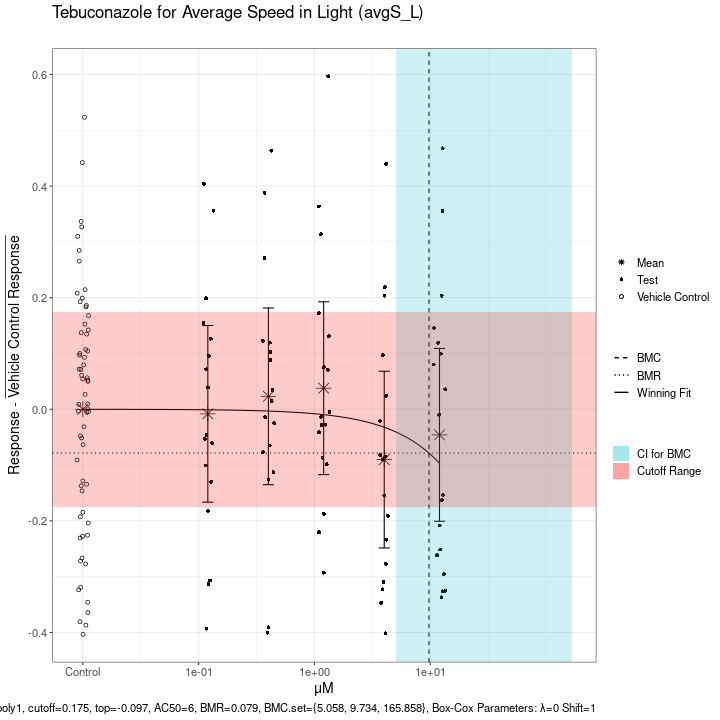 Tebuconazole for Average Speed in Light (avgS_L)
Response - Vehicle Control Response
0.6
0.4
0.2
0.0
-0.2
-0.4
Control
1e-01
1e+00
1e+01
μM
Mean
Test
Vehicle Control
BMC
BMR
Winning Fit
CI for BMC
Cutoff Range
poly1, cutoff=0.175, top=-0.097, AC50=6, BMR=0.079, BMC.set={5.058, 9.734, 165.858}, Box-Cox Parameters: λ=0 Shift=1